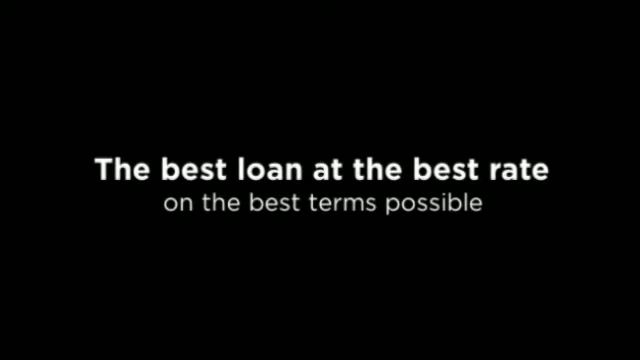 The best loan at the best rate
on the best terms possible